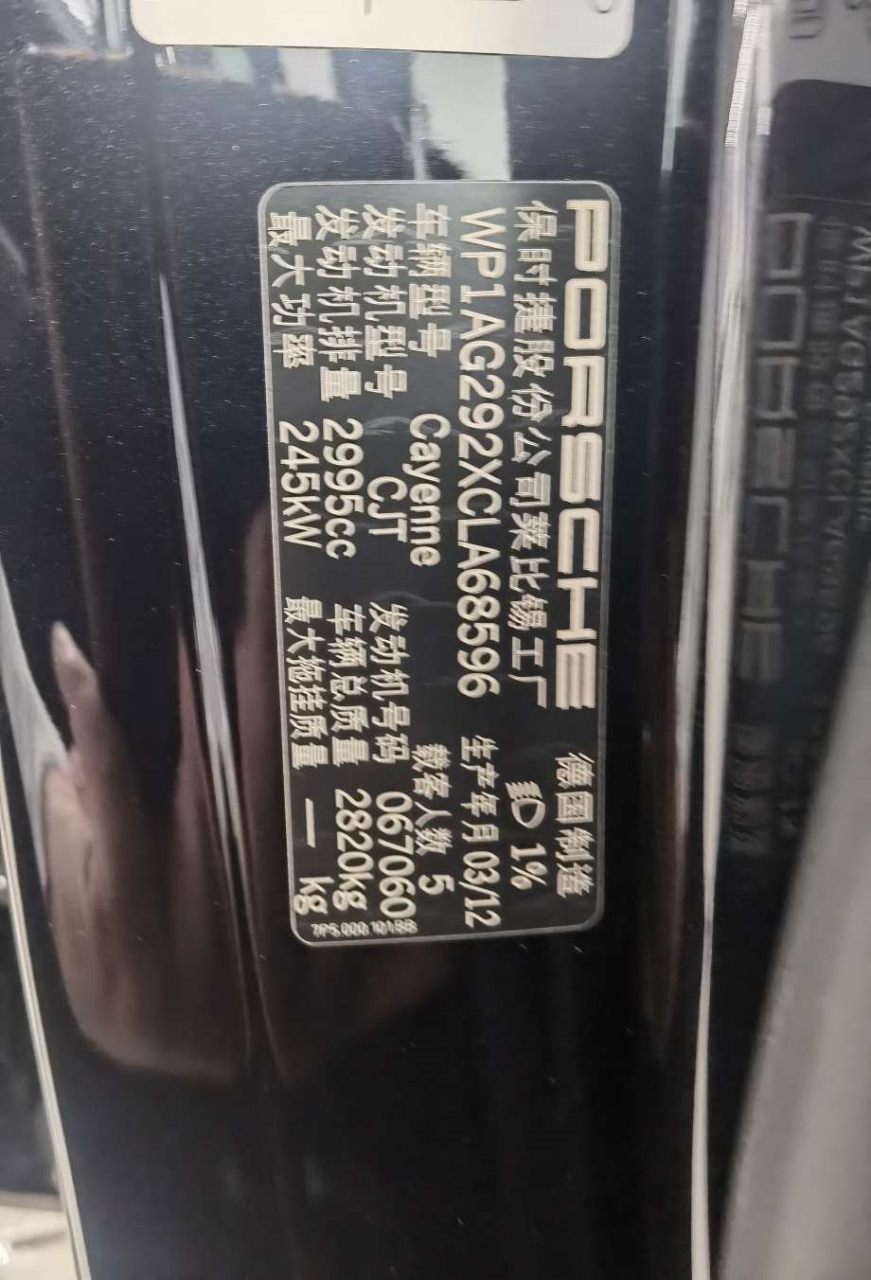 PORSCHE 德国制造
保时捷股份公司莱比锡工厂 1%
WP1AG292XCLA68596 生产年月 03/12
车辆型号 Cayenne 载客人数 5
发动机型号 CJT 发动机号码 067060
发动机排量 2995cc 车辆总质量 2820kg
最大功率 245kW 最大拖挂质量 — kg